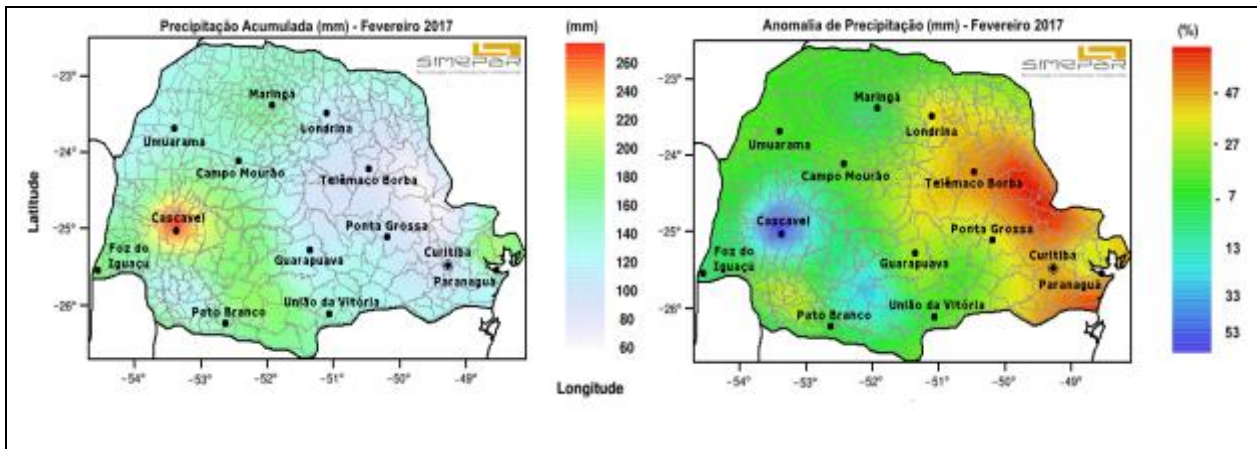 Precipitação Acumulada (mm) - Fevereiro 2017
(mm)
SIMEPAR
Latitude
−23°
−24°
−25°
−26°
Maringá
Londrina
Umuarama
Campo Mourão
Telêmaco Borba
Cascavel
Ponta Grossa
Foz do
Iguaçú
Guarapuava
Curitiba
Paranagua
União da Vitória
Pato Branco
−54°
−53°
−52°
−51°
−50°
−49°
Longitude
260
240
220
200
180
160
140
120
100
80
60
Anomalia de Precipitação (mm) - Fevereiro 2017
(%)
SIMEPAR
−23°
−24°
−25°
−26°
Maringá
Londrina
Umuarama
Campo Mourão
Telêmaco Borba
Cascavel
Ponta Grossa
Foz do
Iguaçú
Guarapuava
Curitiba
Paranagua
União da Vitória
Pato Branco
−54°
−53°
−52°
−51°
−50°
−49°
47
27
7
13
33
53